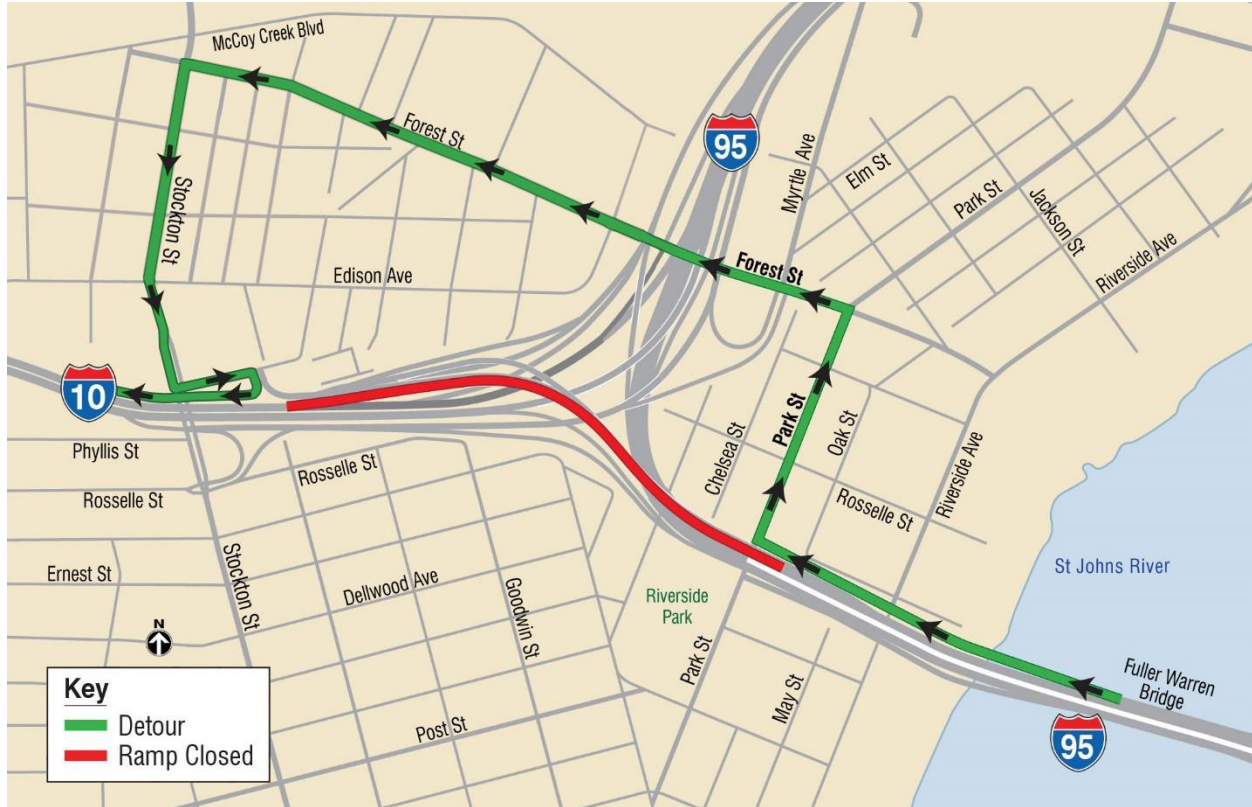 McCoy Creek Blvd
Forest St
95
Myrtle Ave
Elm St
Park St
Jackson St
Riverside Ave
Stockton St
Edison Ave
Forest St
10
Phyllis St
Rosselle St
Rosselle St
Chelsea St
Park St
Oak St
Rosselle St
Riverside Ave
Ernest St
Stockton St
Dellwood Ave
Goodwin St
Riverside
Park
Park St
May St
Post St
St Johns River
Fuller Warren
Bridge
95
N
Key
Detour
Ramp Closed